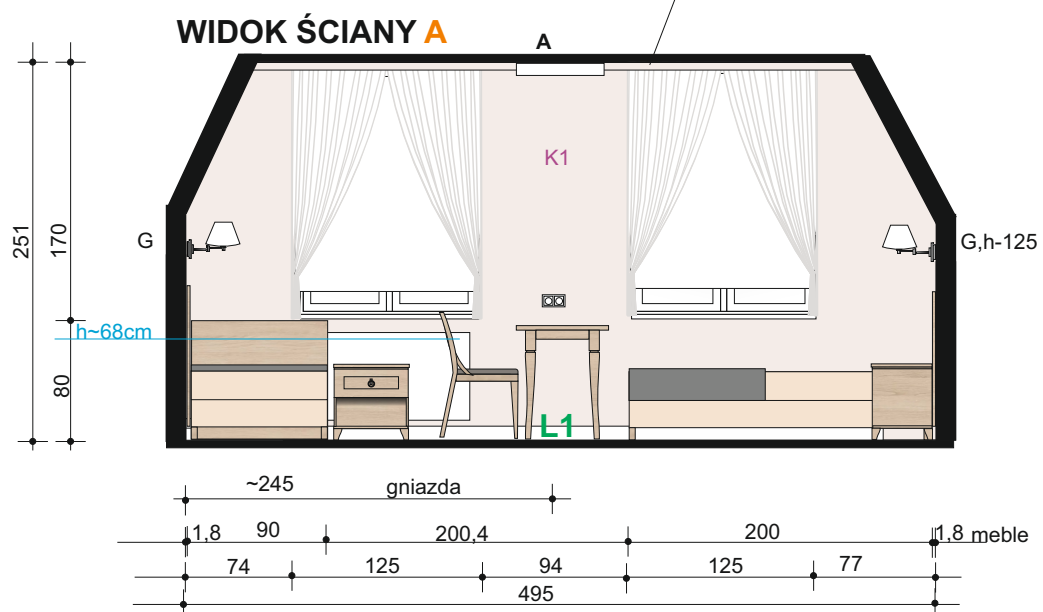 WIDOK ŚCIANY A
A
K1
G
G,h-125
251
170
h~68cm
80
L1
~245 gniazda
1,8 90 200,4 200 1,8 meble
74 125 94 125 77
495